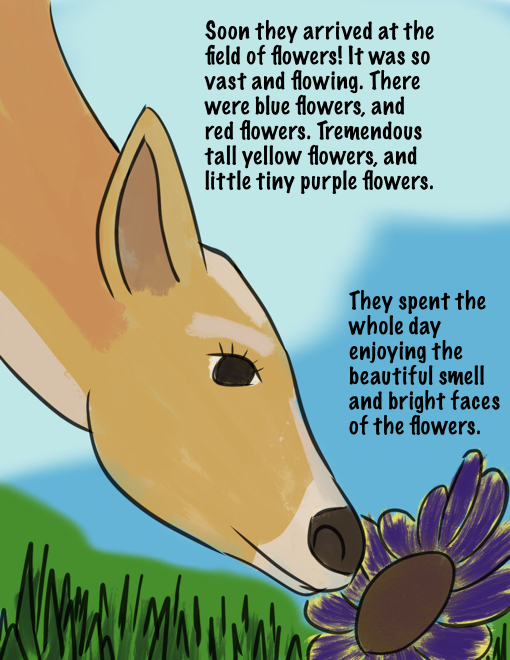 Soon they arrived at the
field of flowers! It was so
vast and flowing. There
were blue flowers, and
red flowers. Tremendous
tall yellow flowers, and
little tiny purple flowers.
They spent the
whole day
enjoying the
beautiful smell
and bright faces
of the flowers.